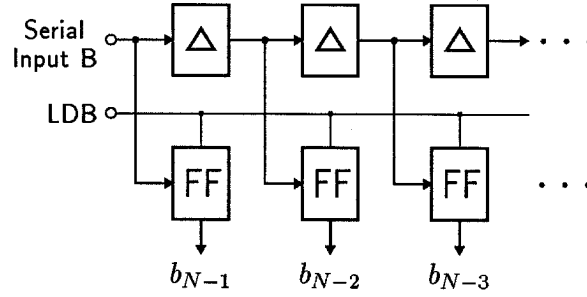 Serial
Input B
Δ Δ Δ . . .
LDB
FF FF FF . . .
b_{N-1} b_{N-2} b_{N-3}